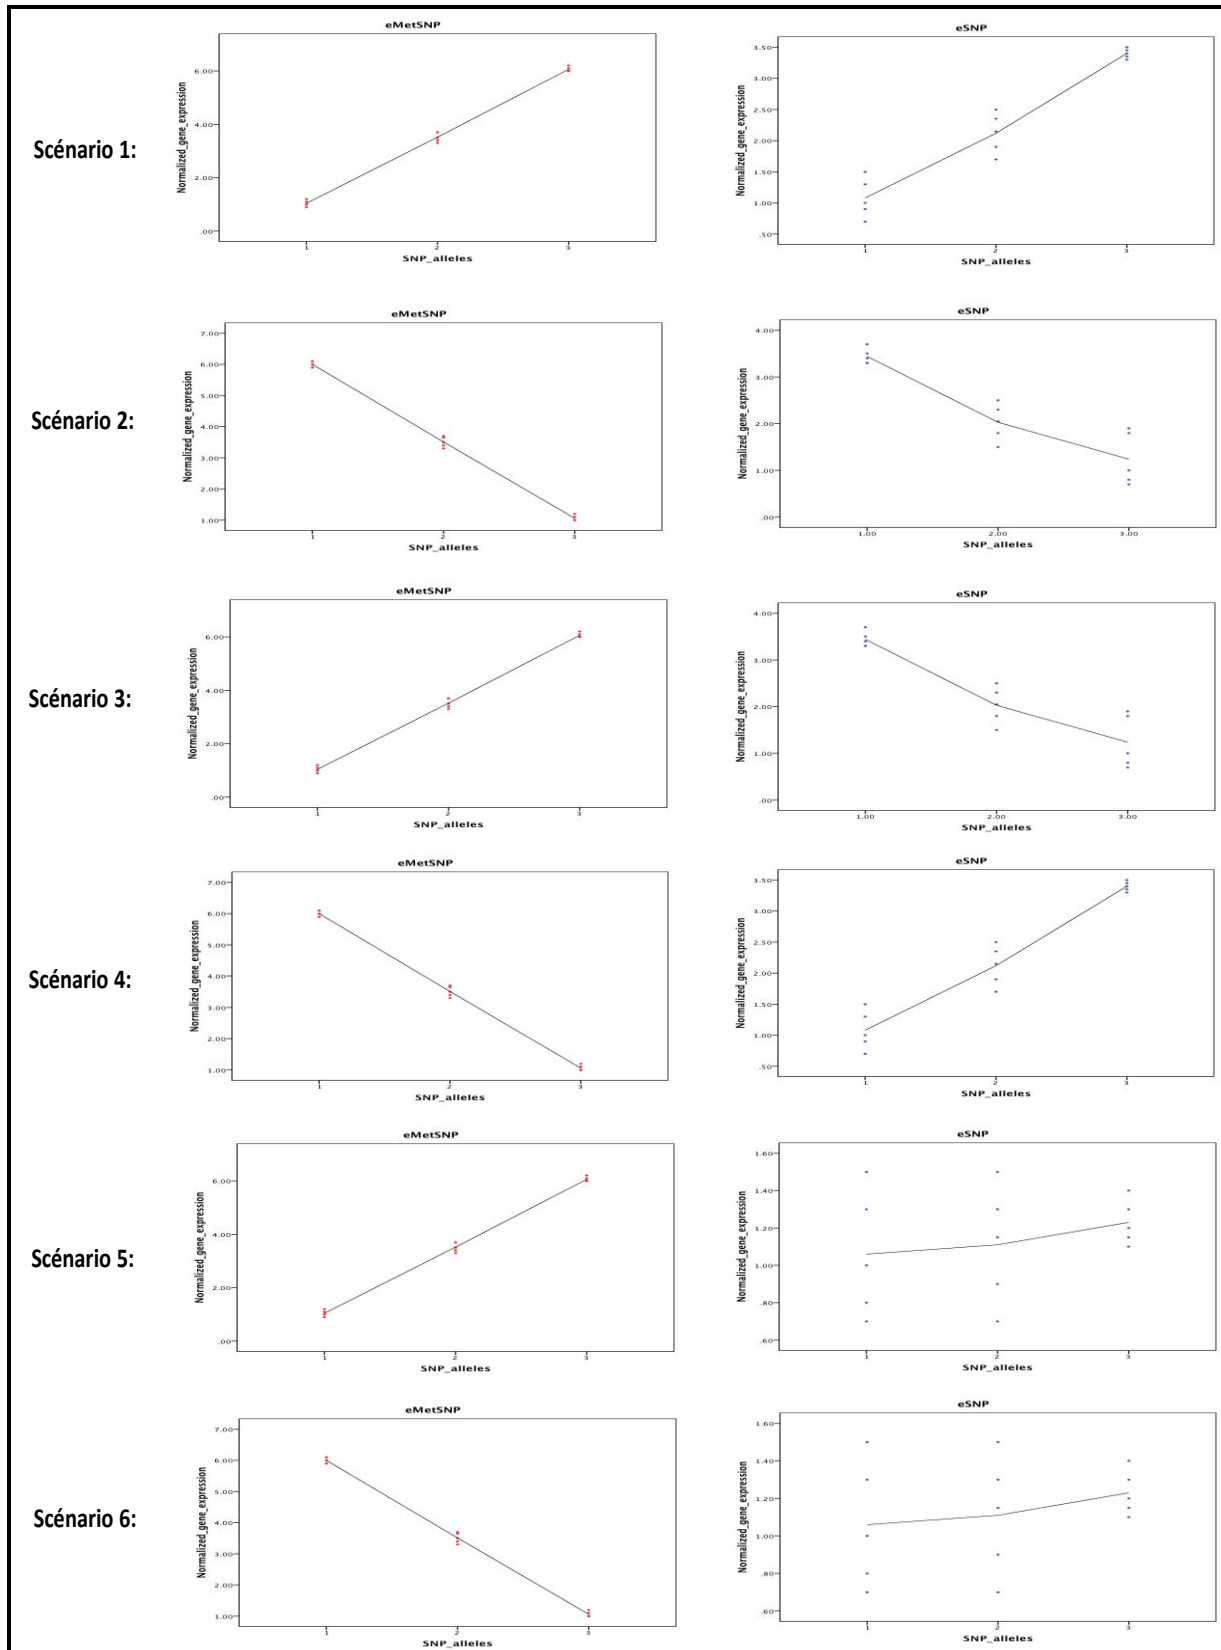 eMetSNP
eSNP
Scénario 1:
Normalized_gene_expression
6.00
4.00
2.00
.00
1 2 3
SNP_alleles
Normalized_gene_expression
3.50
3.00
2.50
2.00
1.50
1.00
.50
1 2 3
SNP_alleles
eMetSNP
eSNP
Scénario 2:
Normalized_gene_expression
7.00
6.00
5.00
4.00
3.00
2.00
1.00
1 2 3
SNP_alleles
Normalized_gene_expression
4.00
3.00
2.00
1.00
.00
1.00 2.00 3.00
SNP_alleles
eMetSNP
eSNP
Scénario 3:
Normalized_gene_expression
6.00
4.00
2.00
.00
1 2 3
SNP_alleles
Normalized_gene_expression
4.00
3.00
2.00
1.00
.00
1.00 2.00 3.00
SNP_alleles
eMetSNP
eSNP
Scénario 4:
Normalized_gene_expression
7.00
6.00
5.00
4.00
3.00
2.00
1.00
1 2 3
SNP_alleles
Normalized_gene_expression
3.50
3.00
2.50
2.00
1.50
1.00
.50
1 2 3
SNP_alleles
eMetSNP
eSNP
Scénario 5:
Normalized_gene_expression
6.00
4.00
2.00
.00
1 2 3
SNP_alleles
Normalized_gene_expression
1.60
1.40
1.20
1.00
.80
.60
1 2 3
SNP_alleles
eMetSNP
eSNP
Scénario 6:
Normalized_gene_expression
7.00
6.00
5.00
4.00
3.00
2.00
1.00
1 2 3
SNP_alleles
Normalized_gene_expression
1.60
1.40
1.20
1.00
.80
.60
1 2 3
SNP_alleles